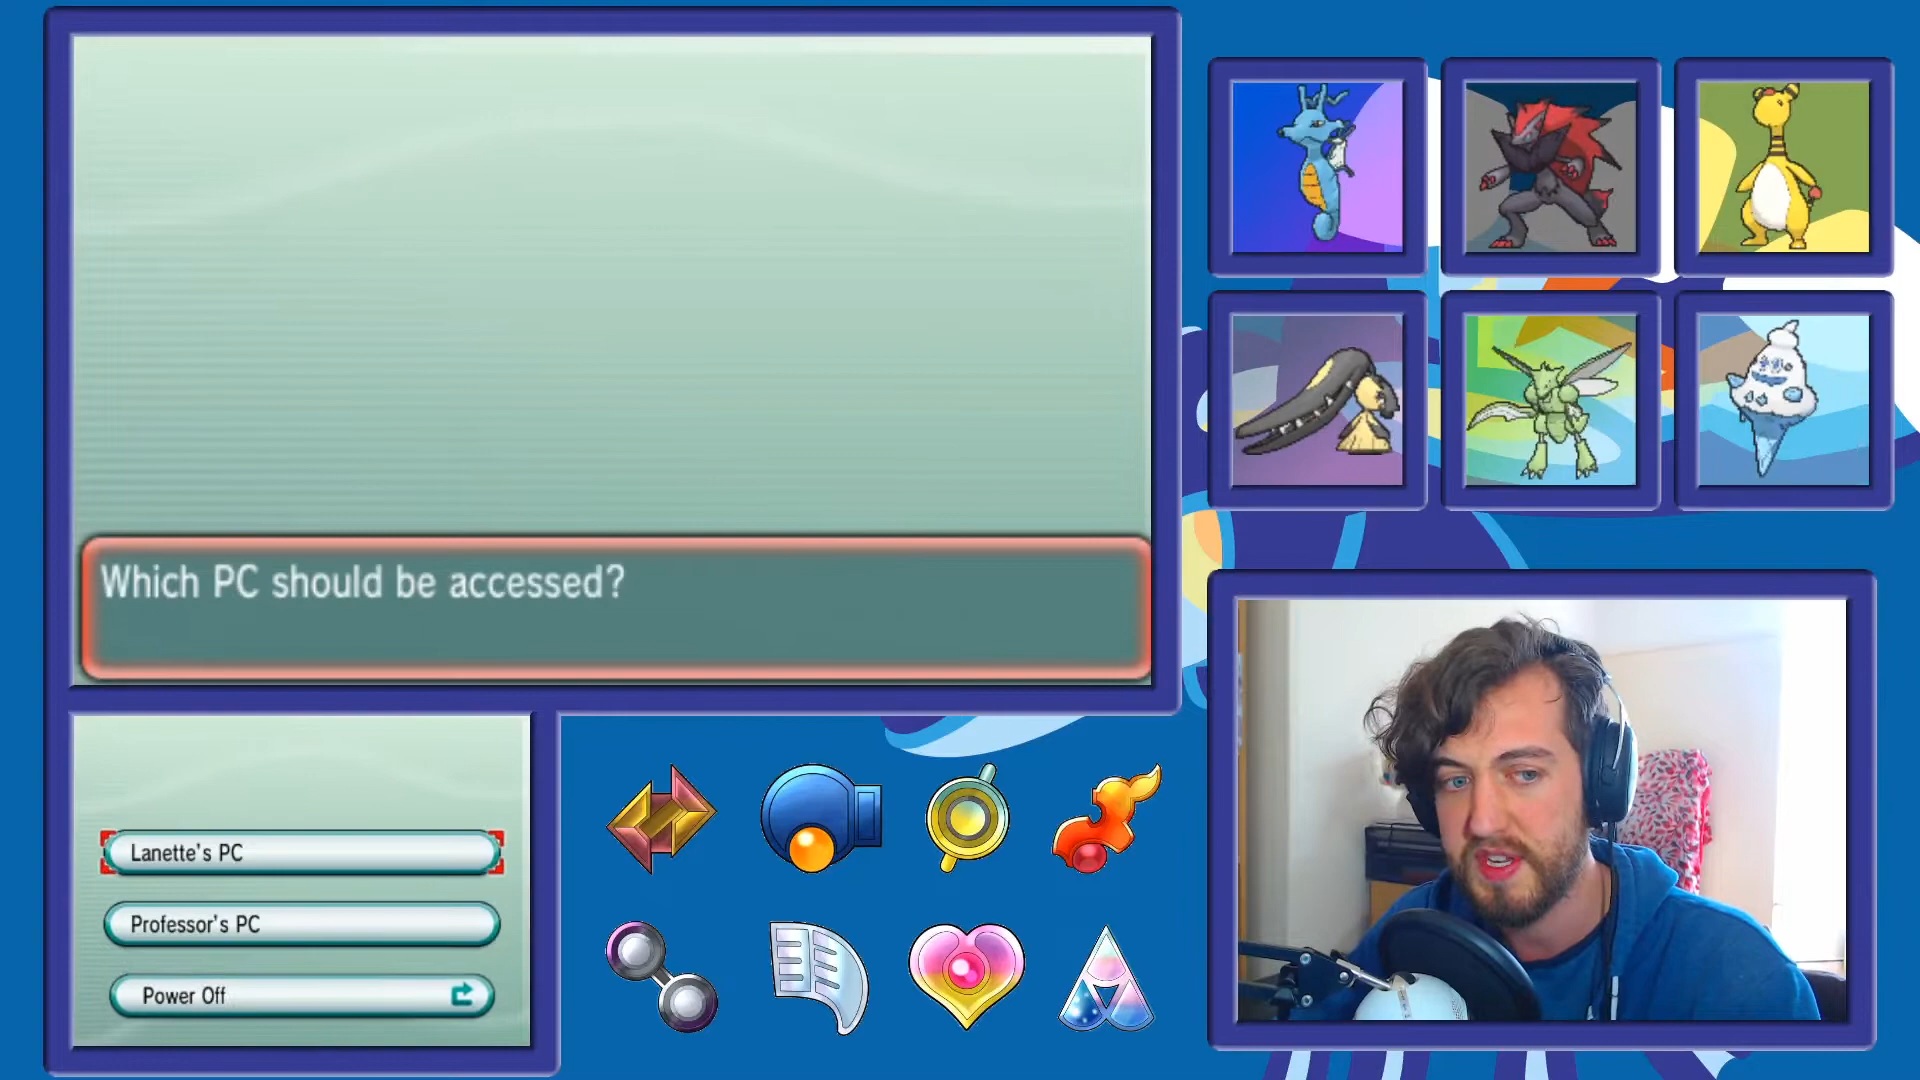 Which PC should be accessed?
Lanette's PC
Professor's PC
Power Off